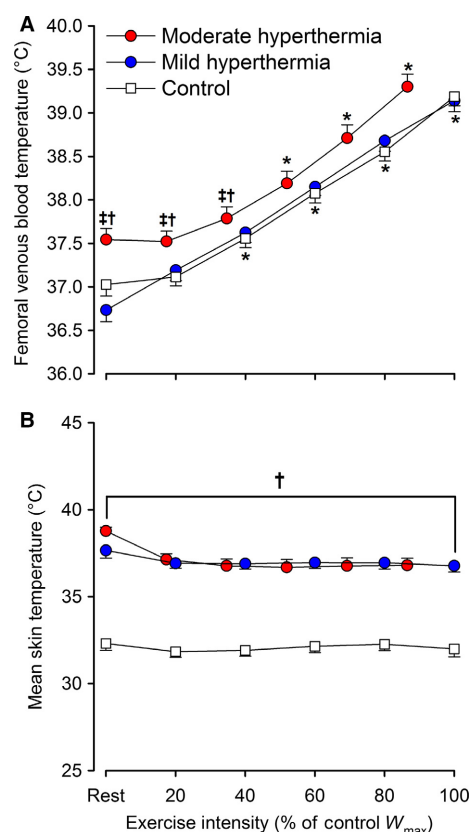 A
Moderate hyperthermia
Mild hyperthermia
Control
Femoral venous blood temperature (°C)
40.0
39.5
39.0
38.5
38.0
37.5
37.0
36.5
36.0
‡† ‡† ‡† * * * *
* * * *
B
Mean skin temperature (°C)
45
40
35
30
25
†
Rest 20 40 60 80 100
Exercise intensity (% of control Wmax)